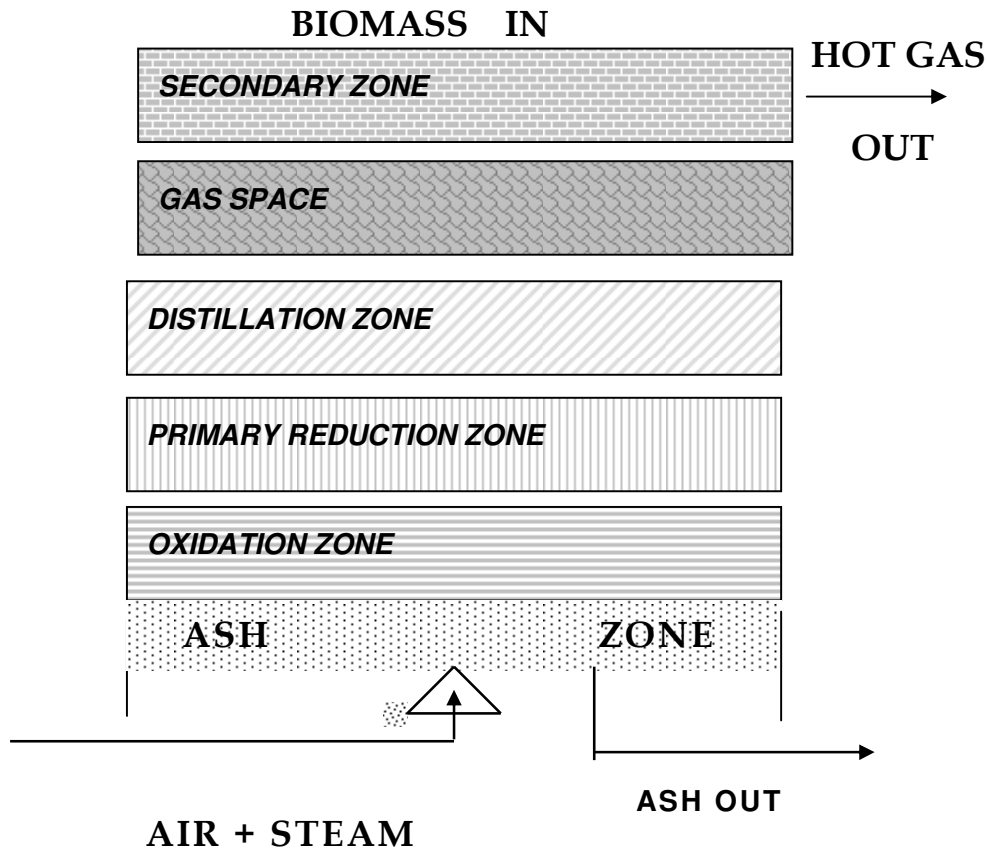 BIOMASS IN
HOT GAS
SECONDARY ZONE
OUT
GAS SPACE
DISTILLATION ZONE
PRIMARY REDUCTION ZONE
OXIDATION ZONE
ASH ZONE
ASH OUT
AIR + STEAM